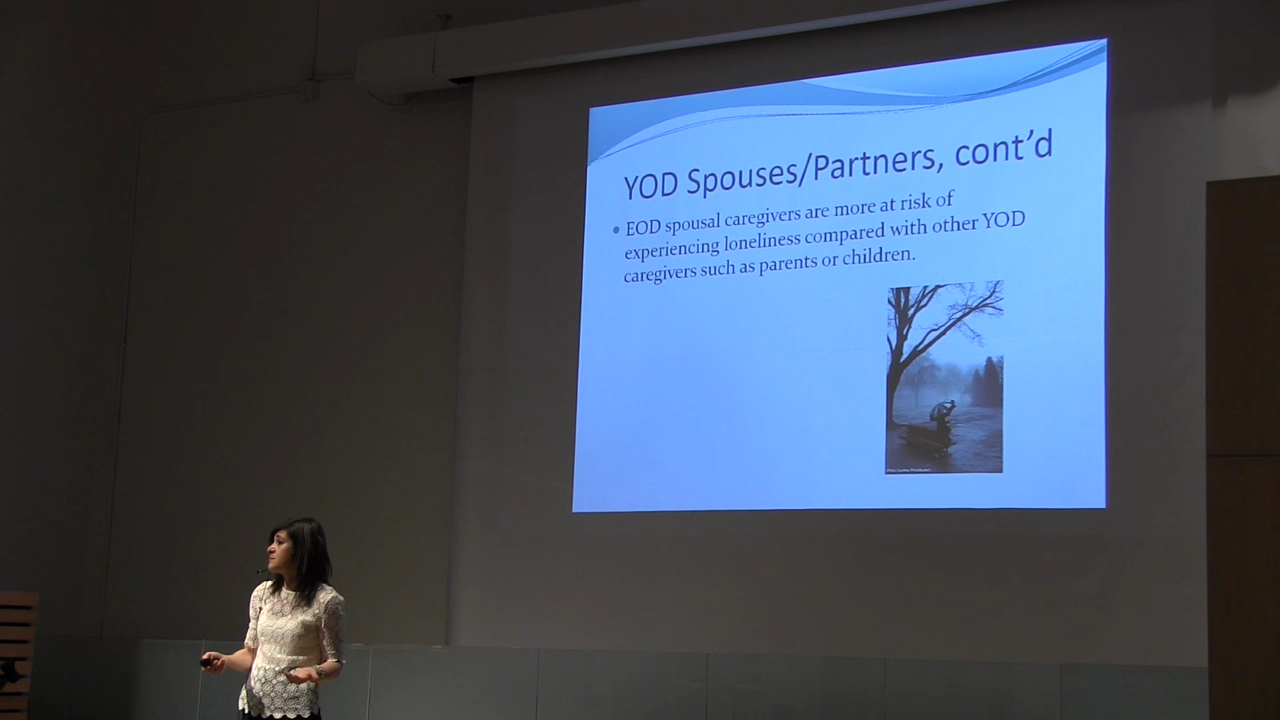 YOD Spouses/Partners, cont’d
EOD spousal caregivers are more at risk of
experiencing loneliness compared with other YOD
caregivers such as parents or children.